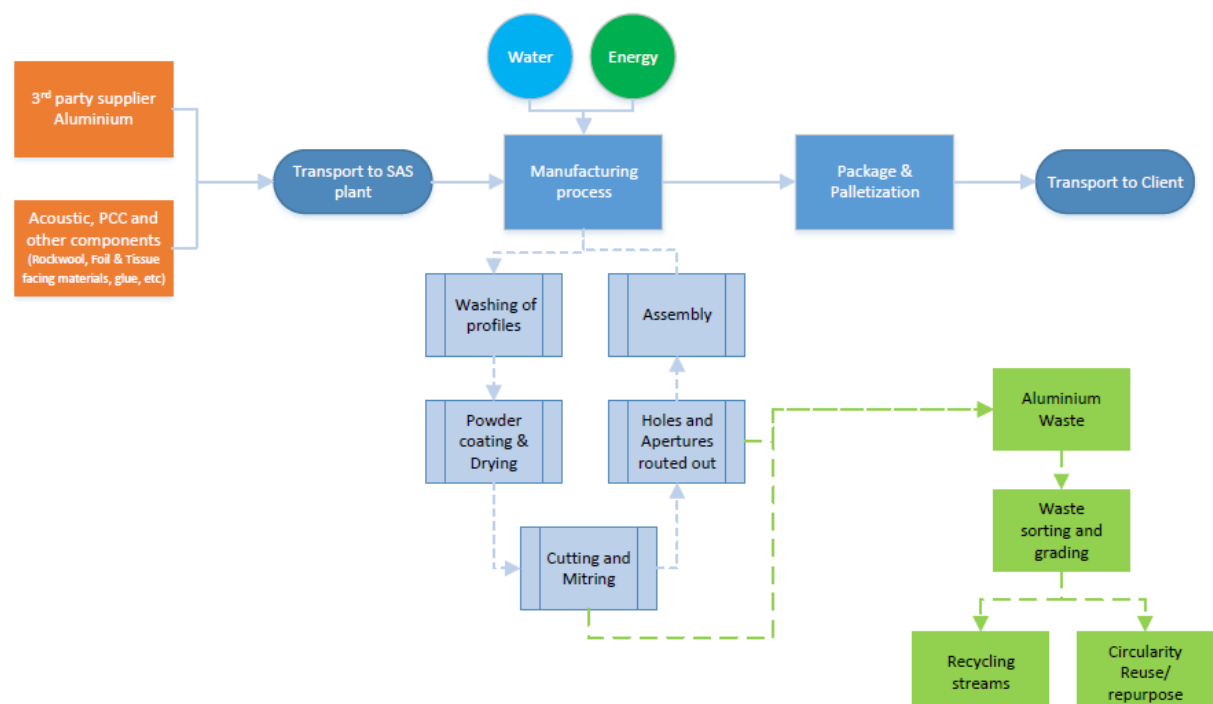 Water
Energy
3rd party supplier
Aluminium
Transport to SAS
plant
Manufacturing
process
Package &
Palletization
Transport to Client
Acoustic, PCC and
other components
(Rockwool, Foil & Tissue
facing materials, glue, etc)
Washing of
profiles
Assembly
Powder
coating &
Drying
Holes and
Apertures
routed out
Aluminium
Waste
Cutting and
Mitring
Waste
sorting and
grading
Recycling
streams
Circularity
Reuse/
repurpose